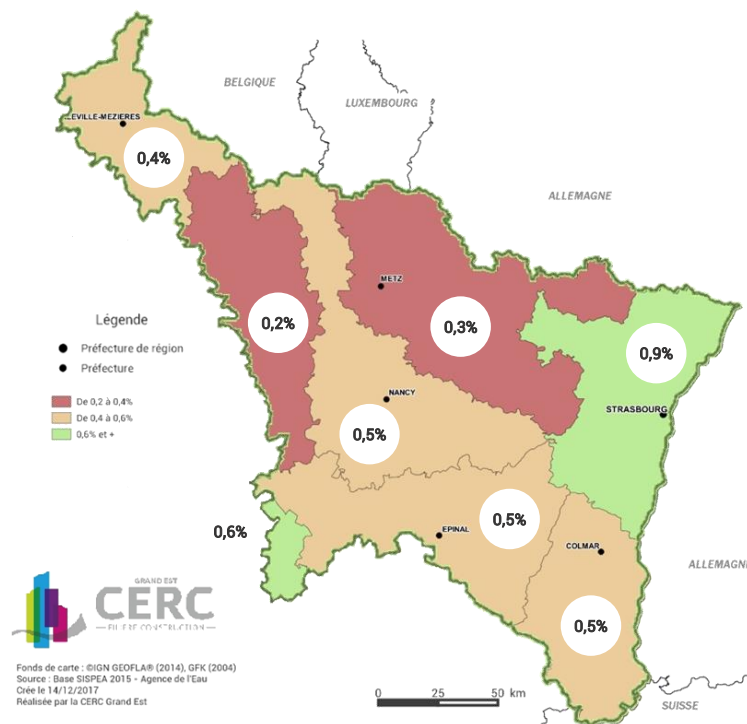 BELGIQUE
LUXEMBOURG
ALLEMAGNE
LEVILLE-MEZIERES
0,4%
METZ
0,2%
0,3%
0,9%
Légende
Préfecture de région
Préfecture
De 0,2 à 0,4%
De 0,4 à 0,6%
0,6% et +
NANCY
STRASBOURG
0,5%
0,5%
0,6%
EPINAL
COLMAR
ALLEMAGNE
0,5%
GRAND EST
CERC
FILIERE CONSTRUCTION
Fonds de carte : ©IGN GEOFLA® (2014), GFK (2004)
Source : Base SISPEA 2015 - Agence de l'Eau
Crée le 14/12/2017
Réalisée par la CERC Grand Est
0 25 50 km
SUISSE